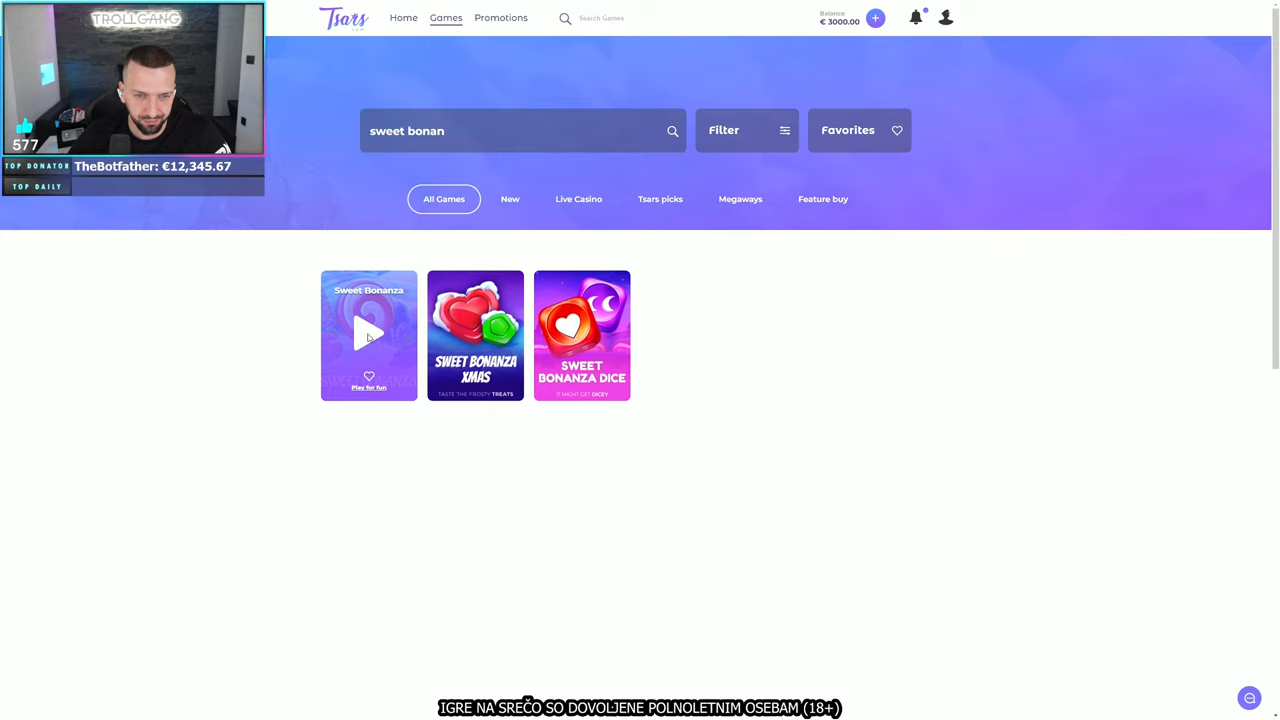 TROLLGANG
577
TOP DONATOR TheBotfather: €12,345.67
TOP DAILY
Tsars
.com
Home Games Promotions Search Games
Balance
€ 3000.00
sweet bonan Filter Favorites
All Games New Live Casino Tsars picks Megaways Feature buy
Sweet Bonanza
Play for fun
SWEET BONANZA
XMAS
TASTE THE FROSTY TREATS
SWEET
BONANZA DICE
IT MIGHT GET DICEY
IGRE NA SREČO SO DOVOLJENE POLNOLETNIM OSEBAM (18+)